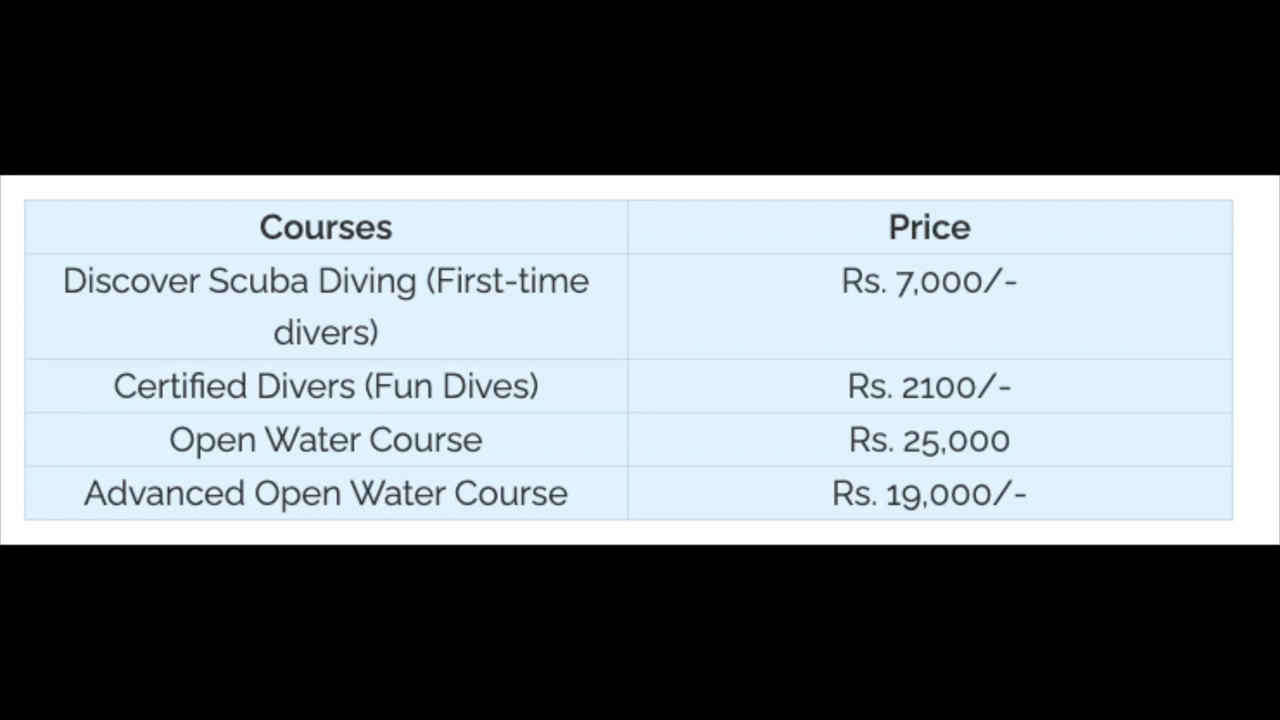 Courses Price
Discover Scuba Diving (First-time Rs. 7,000/-
divers)
Certified Divers (Fun Dives) Rs. 2100/-
Open Water Course Rs. 25,000
Advanced Open Water Course Rs. 19,000/-